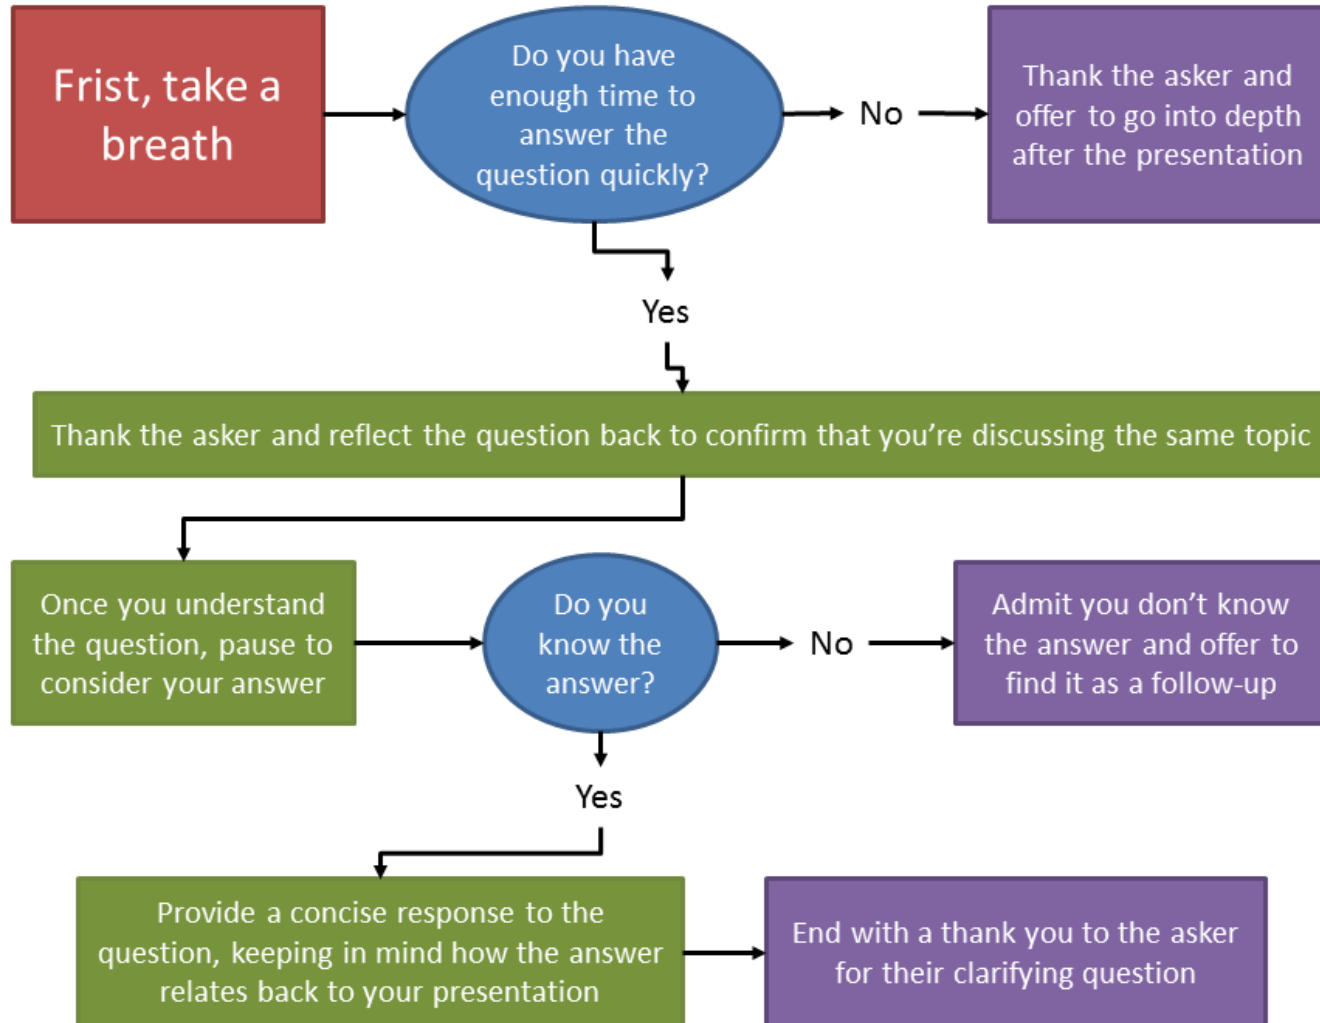 Frist, take a
breath
Do you have
enough time to
answer the
question quickly?
No
Thank the asker and
offer to go into depth
after the presentation
Yes
Thank the asker and reflect the question back to confirm that you’re discussing the same topic
Once you understand
the question, pause to
consider your answer
Do you
know the
answer?
No
Admit you don’t know
the answer and offer to
find it as a follow-up
Yes
Provide a concise response to the
question, keeping in mind how the answer
relates back to your presentation
End with a thank you to the asker
for their clarifying question